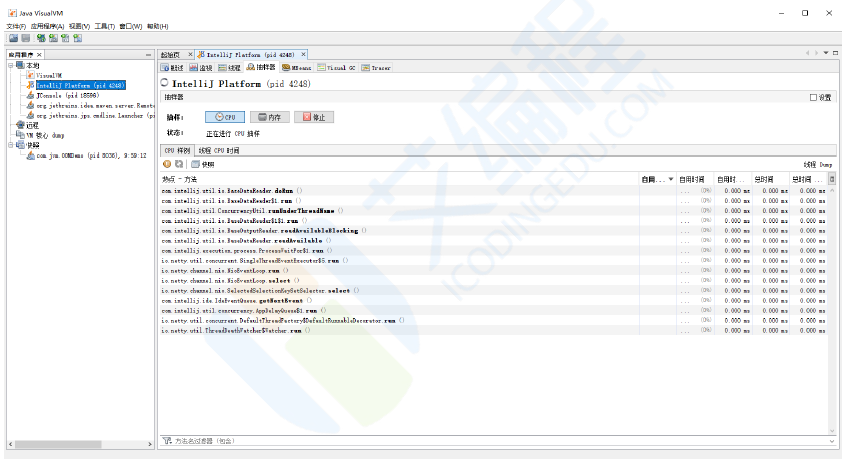 Java VisualVM
文件(F) 应用程序(A) 视图(V) 工具(T) 窗口(W) 帮助(H)
应用程序 ×
本地
VisualVM
IntelliJ Platform (pid 4248)
JConsole (pid 18596)
org.jetbrains.idea.maven.server.Remote
org.jetbrains.jps.cmdline.Launcher (pi
远程
VM 核心 dump
快照
com.jvm.OOMDemo (pid 8036), 9:59:12
起始页 × IntelliJ Platform (pid 4248) ×
概述 监视 线程 抽样器 MBeans Visual GC Tracer
IntelliJ Platform (pid 4248)
抽样器 设置
抽样: CPU 内存 停止
状态: 正在进行 CPU 抽样
CPU 样例 线程 CPU 时间
快照 线程 Dump
热点 - 方法 自用... 自用时间 自用时... 总时间 总时间 ...
com.intellij.util.io.BaseDataReader.doRun () ... (0%) 0.000 ms 0.000 ms 0.000 ms
com.intellij.util.io.BaseDataReader$1.run () ... (0%) 0.000 ms 0.000 ms 0.000 ms
com.intellij.util.ConcurrencyUtil.runUnderThreadName () ... (0%) 0.000 ms 0.000 ms 0.000 ms
com.intellij.util.io.BaseDataReader$1$1.run () ... (0%) 0.000 ms 0.000 ms 0.000 ms
com.intellij.util.io.BaseOutputReader.readAvailableBlocking () ... (0%) 0.000 ms 0.000 ms 0.000 ms
com.intellij.util.io.BaseDataReader.readAvailable () ... (0%) 0.000 ms 0.000 ms 0.000 ms
com.intellij.execution.process.ProcessWaitFor$1.run () ... (0%) 0.000 ms 0.000 ms 0.000 ms
io.netty.util.concurrent.SingleThreadEventExecutor$5.run () ... (0%) 0.000 ms 0.000 ms 0.000 ms
io.netty.channel.nio.NioEventLoop.run () ... (0%) 0.000 ms 0.000 ms 0.000 ms
io.netty.channel.nio.NioEventLoop.select () ... (0%) 0.000 ms 0.000 ms 0.000 ms
io.netty.channel.nio.SelectedSelectionKeySetSelector.select () ... (0%) 0.000 ms 0.000 ms 0.000 ms
com.intellij.ide.IdeEventQueue.getNextEvent () ... (0%) 0.000 ms 0.000 ms 0.000 ms
com.intellij.util.concurrency.AppDelayQueue$1.run () ... (0%) 0.000 ms 0.000 ms 0.000 ms
io.netty.util.concurrent.DefaultThreadFactory$DefaultRunnableDecorator.run () ... (0%) 0.000 ms 0.000 ms 0.000 ms
io.netty.util.ThreadDeathWatcher$Watcher.run () ... (0%) 0.000 ms 0.000 ms 0.000 ms
方法名过滤器 (包含)
艾编程
ICODINGEDU.COM